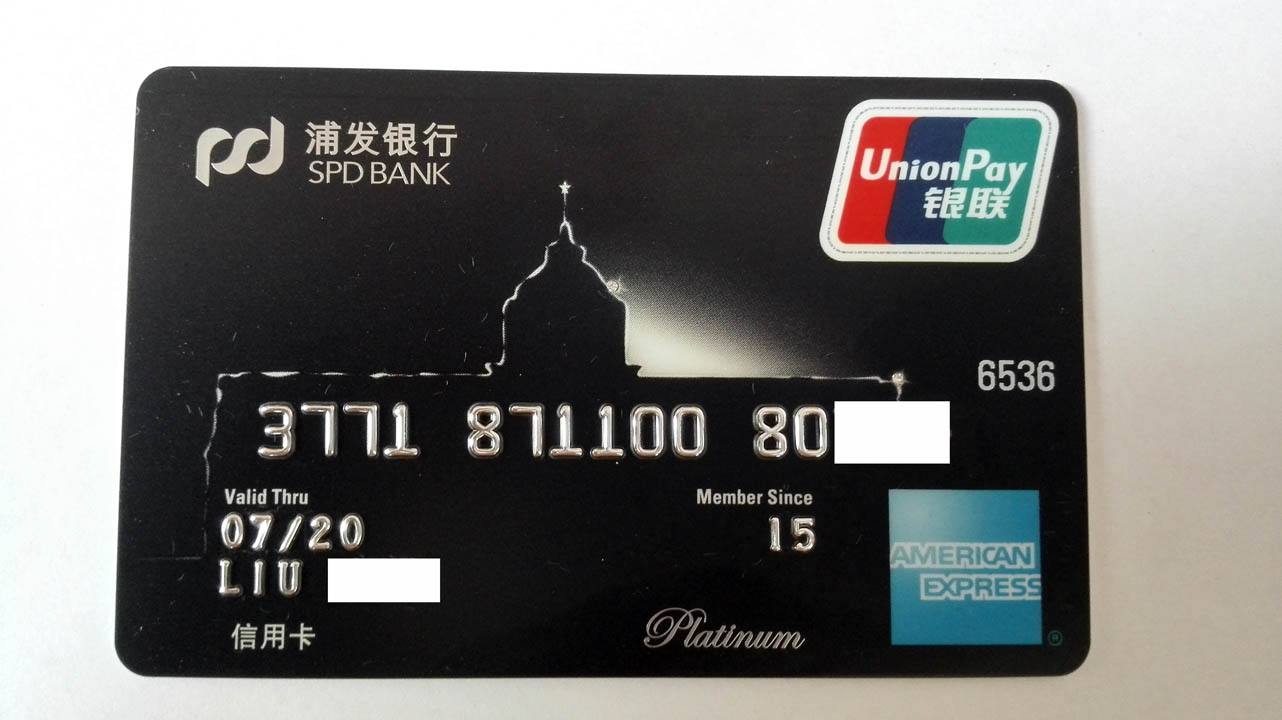 浦发银行
SPD BANK
UnionPay
银联
6536
3771 871100 80
Valid Thru
Member Since
07/20
15
LIU
AMERICAN
EXPRESS
®
信用卡
Platinum